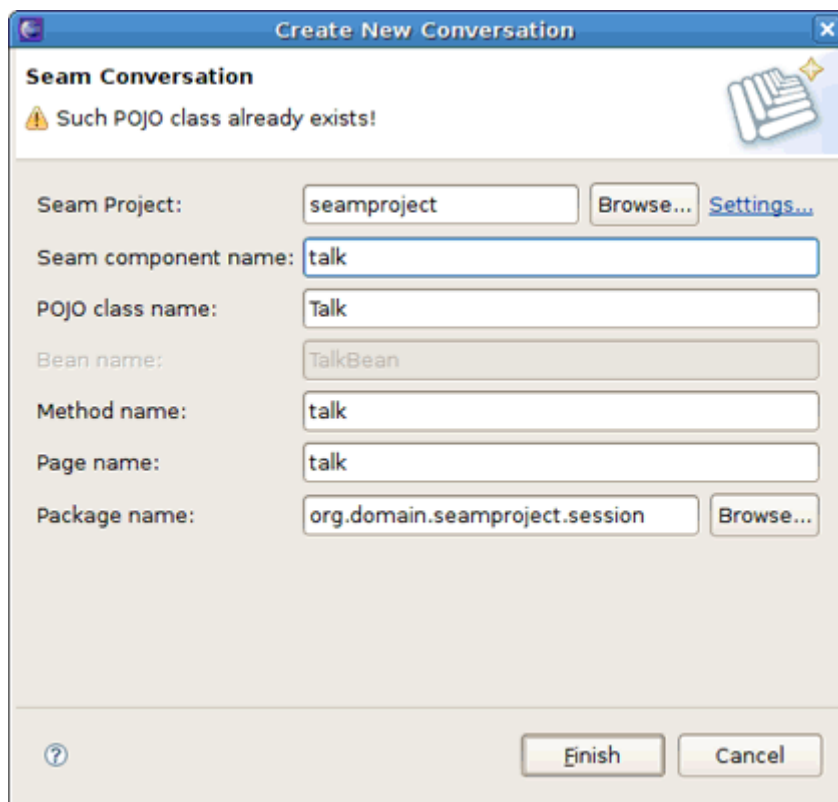 Create New Conversation
Seam Conversation
Such POJO class already exists!
Seam Project: seamproject Browse... Settings...
Seam component name: talk
POJO class name: Talk
Bean name: TalkBean
Method name: talk
Page name: talk
Package name: org.domain.seamproject.session Browse...
? Finish Cancel